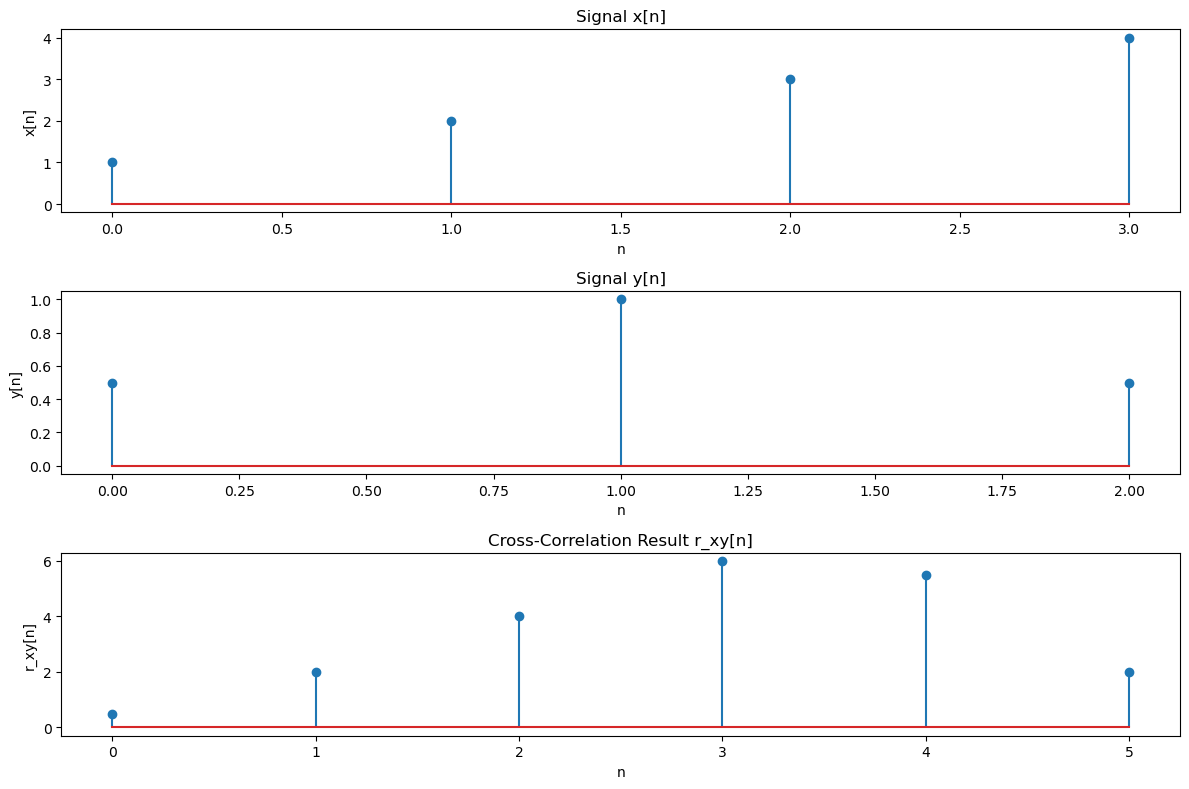 Signal x[n]
4
3
2
1
0
x[n]
0.0 0.5 1.0 1.5 2.0 2.5 3.0
n
Signal y[n]
1.0
0.8
0.6
0.4
0.2
0.0
y[n]
0.00 0.25 0.50 0.75 1.00 1.25 1.50 1.75 2.00
n
Cross-Correlation Result r_xy[n]
6
4
2
0
r_xy[n]
0 1 2 3 4 5
n